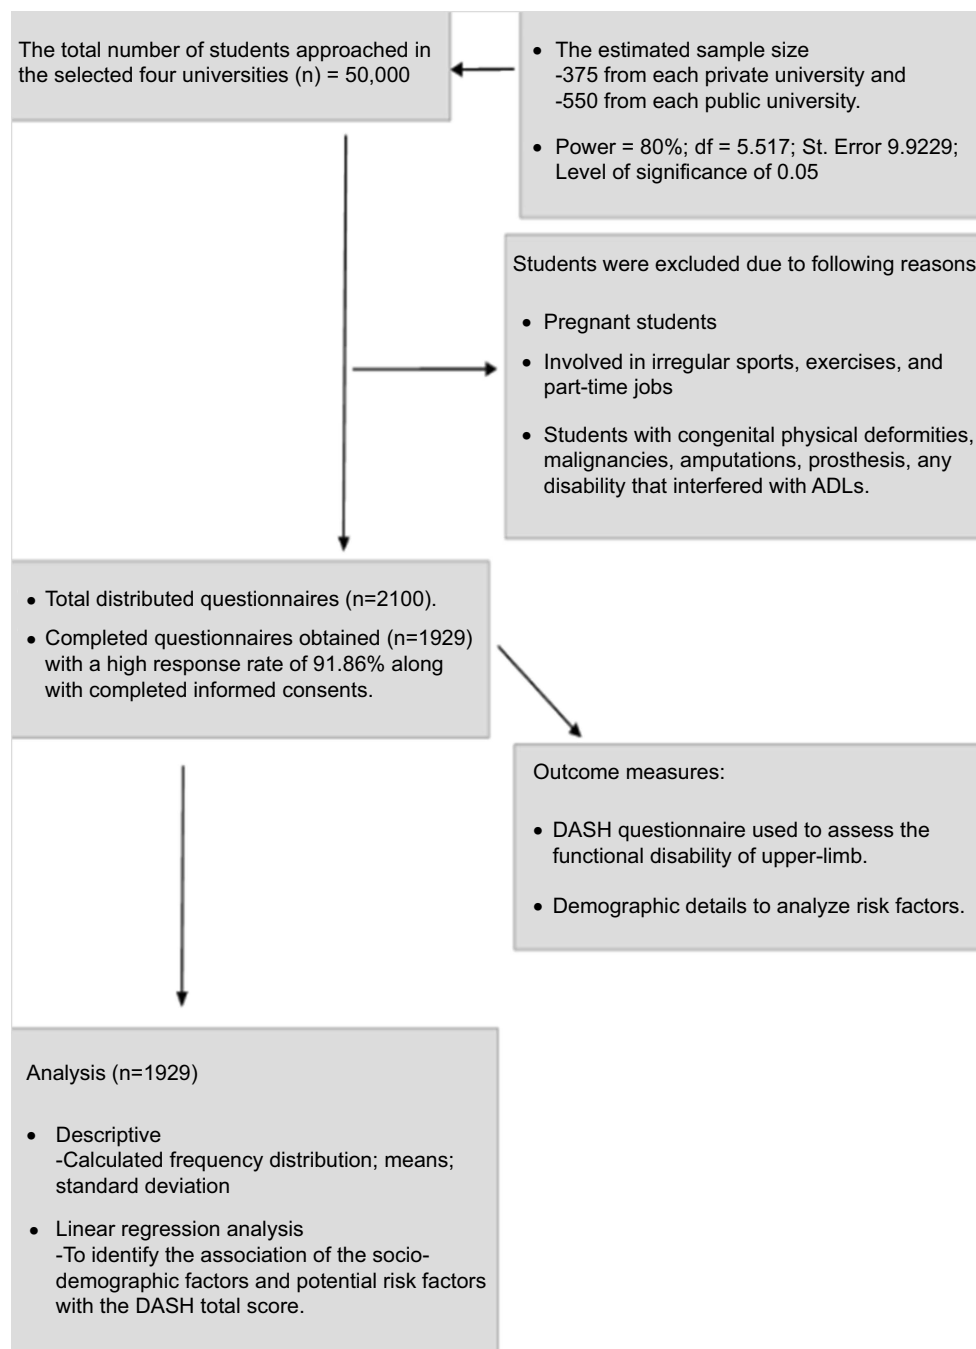 The total number of students approached in
the selected four universities (n) = 50,000
• The estimated sample size
-375 from each private university and
-550 from each public university.
• Power = 80%; df = 5.517; St. Error 9.9229;
Level of significance of 0.05
Students were excluded due to following reasons
• Pregnant students
• Involved in irregular sports, exercises, and
part-time jobs
• Students with congenital physical deformities,
malignancies, amputations, prosthesis, any
disability that interfered with ADLs.
• Total distributed questionnaires (n=2100).
• Completed questionnaires obtained (n=1929)
with a high response rate of 91.86% along
with completed informed consents.
Outcome measures:
• DASH questionnaire used to assess the
functional disability of upper-limb.
• Demographic details to analyze risk factors.
Analysis (n=1929)
• Descriptive
-Calculated frequency distribution; means;
standard deviation
• Linear regression analysis
-To identify the association of the socio-
demographic factors and potential risk factors
with the DASH total score.